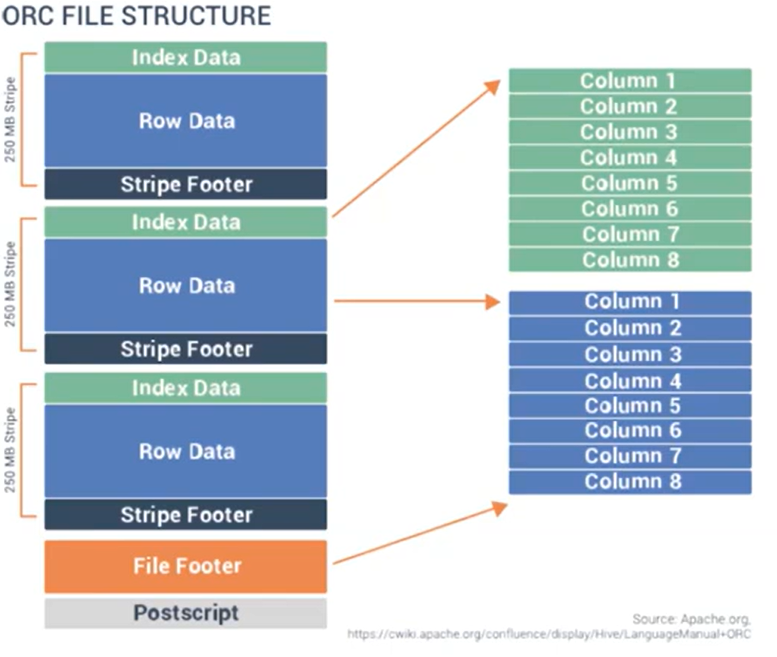 ORC FILE STRUCTURE
250 MB Stripe
Index Data
Row Data
Stripe Footer
250 MB Stripe
Index Data
Row Data
Stripe Footer
250 MB Stripe
Index Data
Row Data
Stripe Footer
File Footer
Postscript
Column 1
Column 2
Column 3
Column 4
Column 5
Column 6
Column 7
Column 8
Column 1
Column 2
Column 3
Column 4
Column 5
Column 6
Column 7
Column 8
Source: Apache.org,
https://cwiki.apache.org/confluence/display/Hive/LanguageManual+ORC